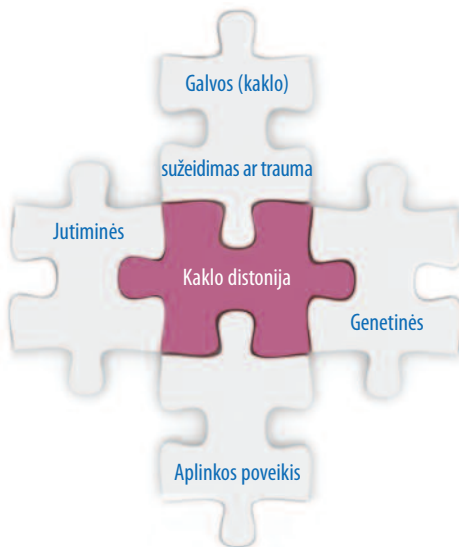 Galvos (kaklo)
sužeidimas ar trauma
Jutiminės
Kaklo distonija
Genetinės
Aplinkos poveikis